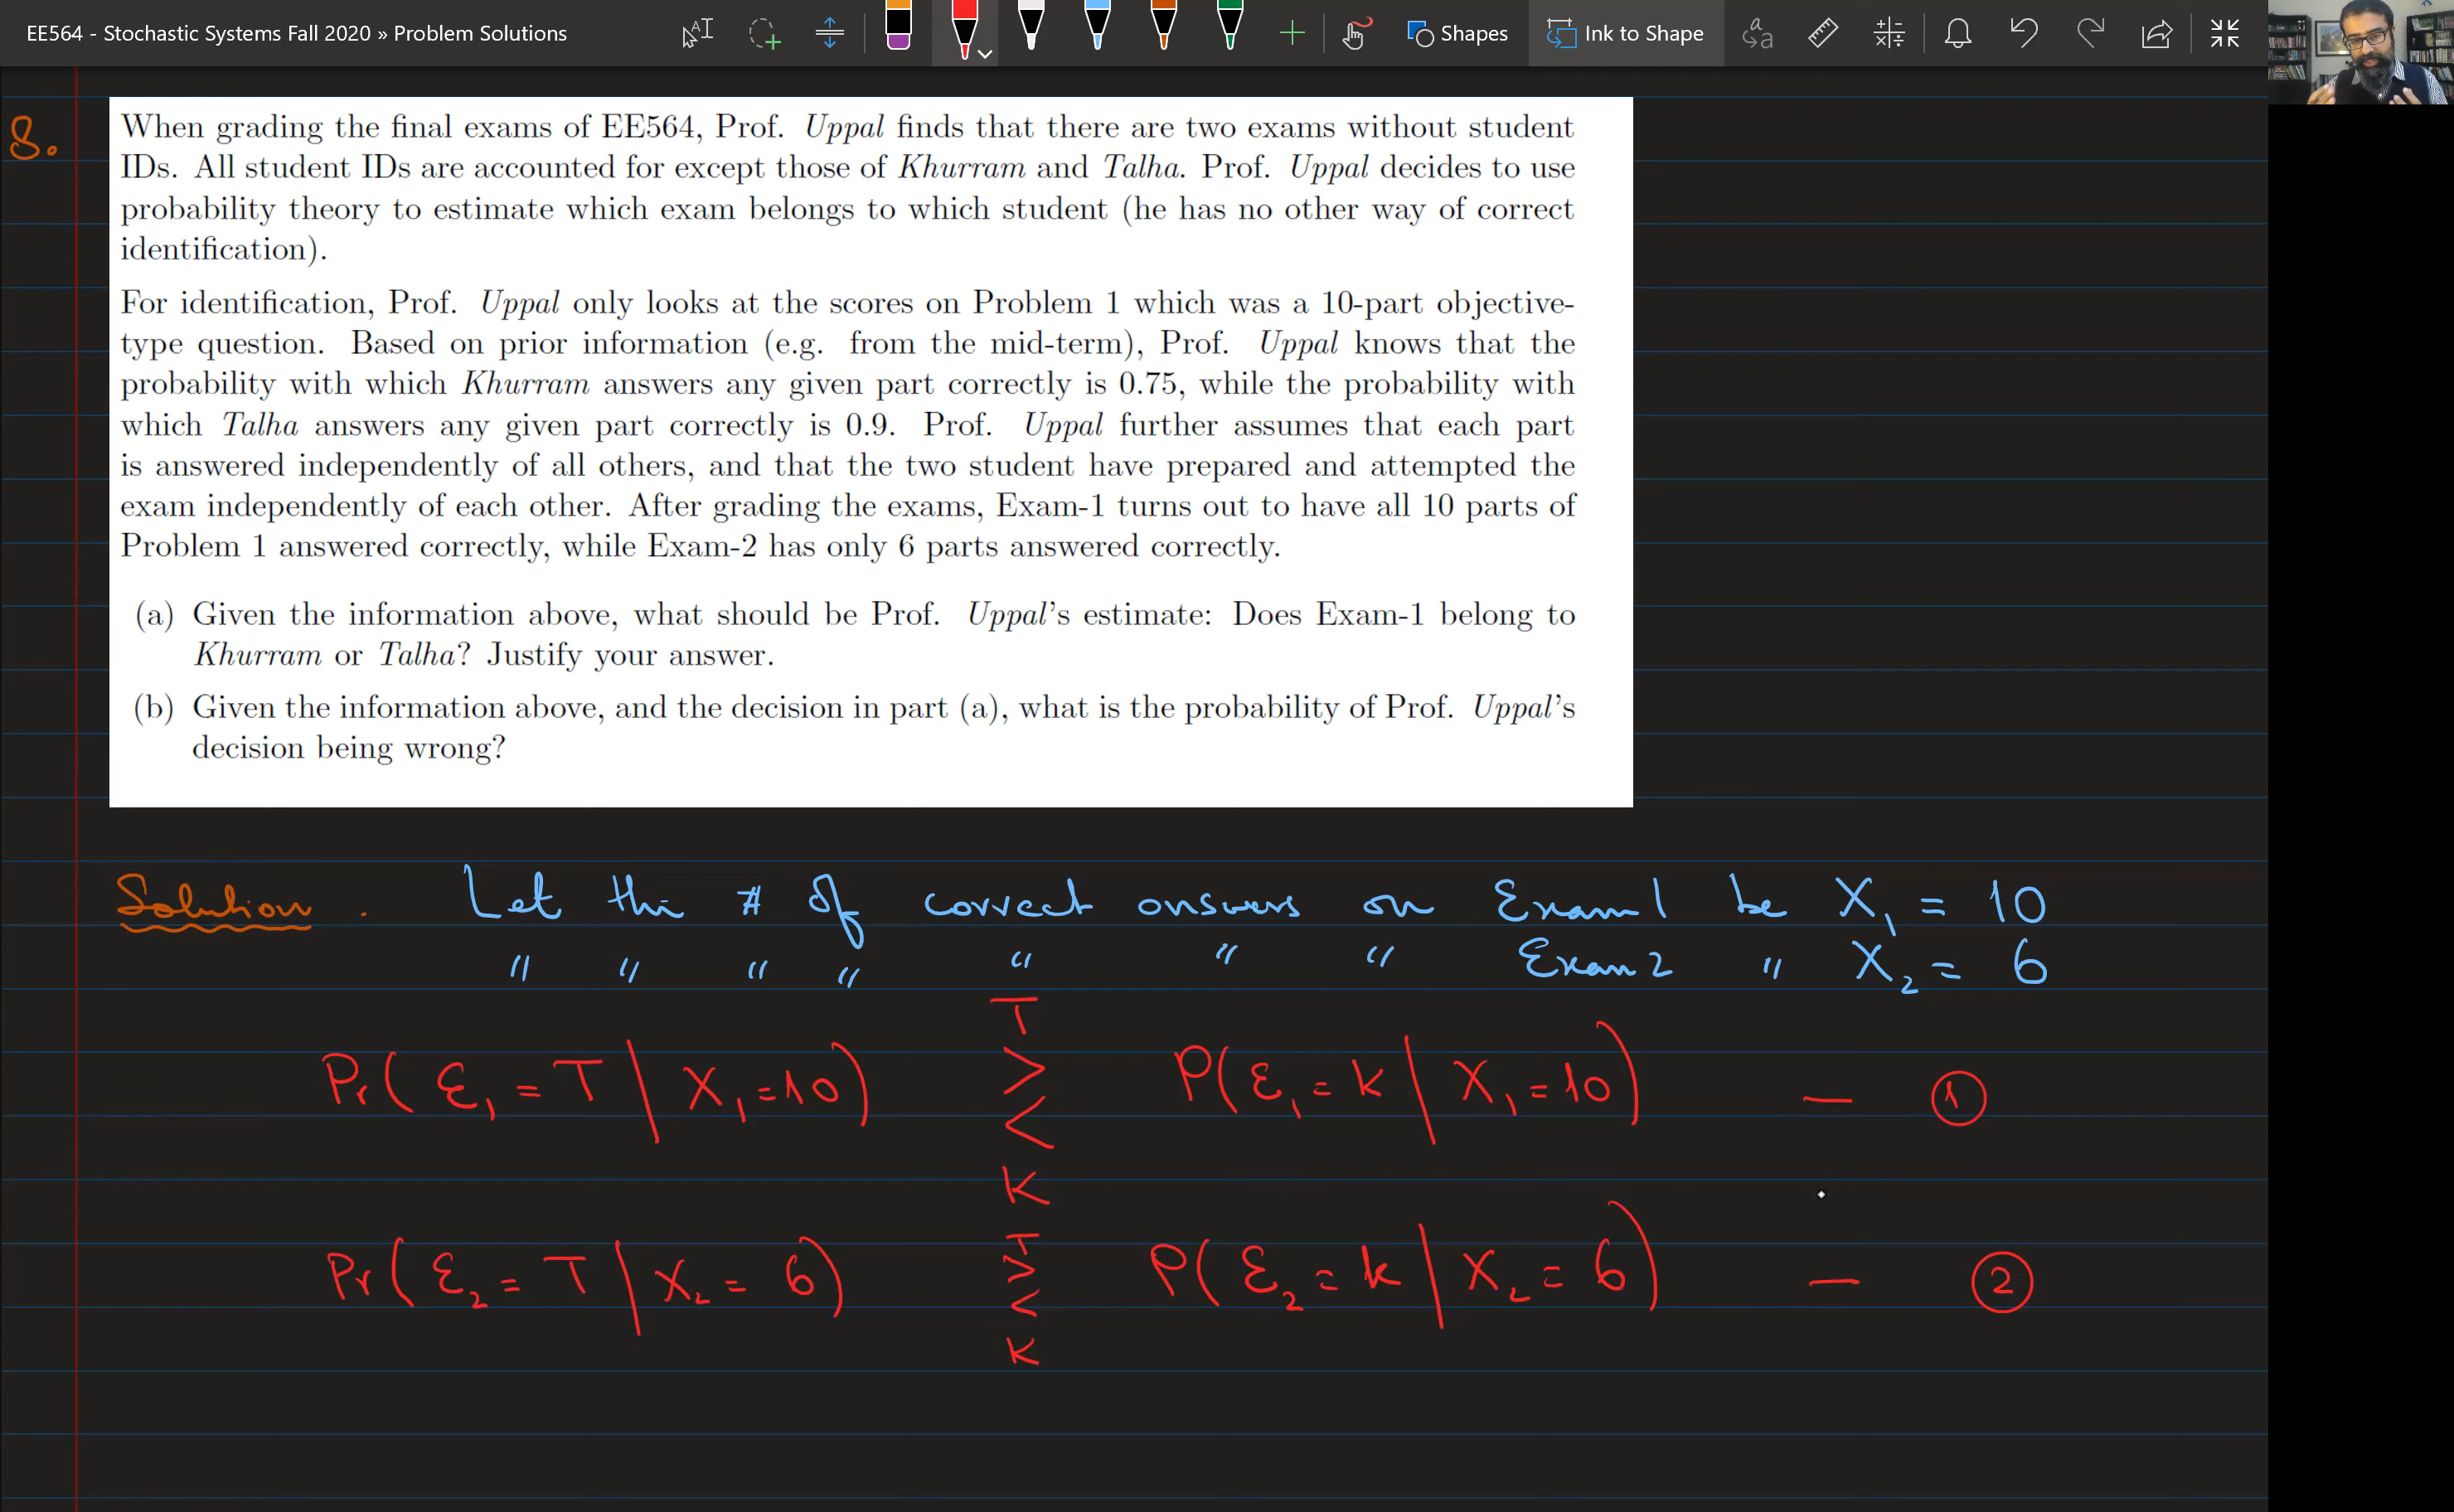 EE564 - Stochastic Systems Fall 2020 » Problem Solutions
Shapes
Ink to Shape
8.
When grading the final exams of EE564, Prof. Uppal finds that there are two exams without student
IDs. All student IDs are accounted for except those of Khurram and Talha. Prof. Uppal decides to use
probability theory to estimate which exam belongs to which student (he has no other way of correct
identification).
For identification, Prof. Uppal only looks at the scores on Problem 1 which was a 10-part objective-
type question. Based on prior information (e.g. from the mid-term), Prof. Uppal knows that the
probability with which Khurram answers any given part correctly is 0.75, while the probability with
which Talha answers any given part correctly is 0.9. Prof. Uppal further assumes that each part
is answered independently of all others, and that the two student have prepared and attempted the
exam independently of each other. After grading the exams, Exam-1 turns out to have all 10 parts of
Problem 1 answered correctly, while Exam-2 has only 6 parts answered correctly.
(a) Given the information above, what should be Prof. Uppal's estimate: Does Exam-1 belong to
Khurram or Talha? Justify your answer.
(b) Given the information above, and the decision in part (a), what is the probability of Prof. Uppal's
decision being wrong?
Solution. Let the # of correct answers on Exam 1 be X₁ = 10
" " " " " " " Exam 2 " X₂ = 6
T
Pr(ℰ₁ = T | X₁ = 10) > < P(ℰ₁ = K | X₁ = 10) — ①
K
T
Pr(ℰ₂ = T | X₂ = 6) > < P(ℰ₂ = K | X₂ = 6) — ②
K